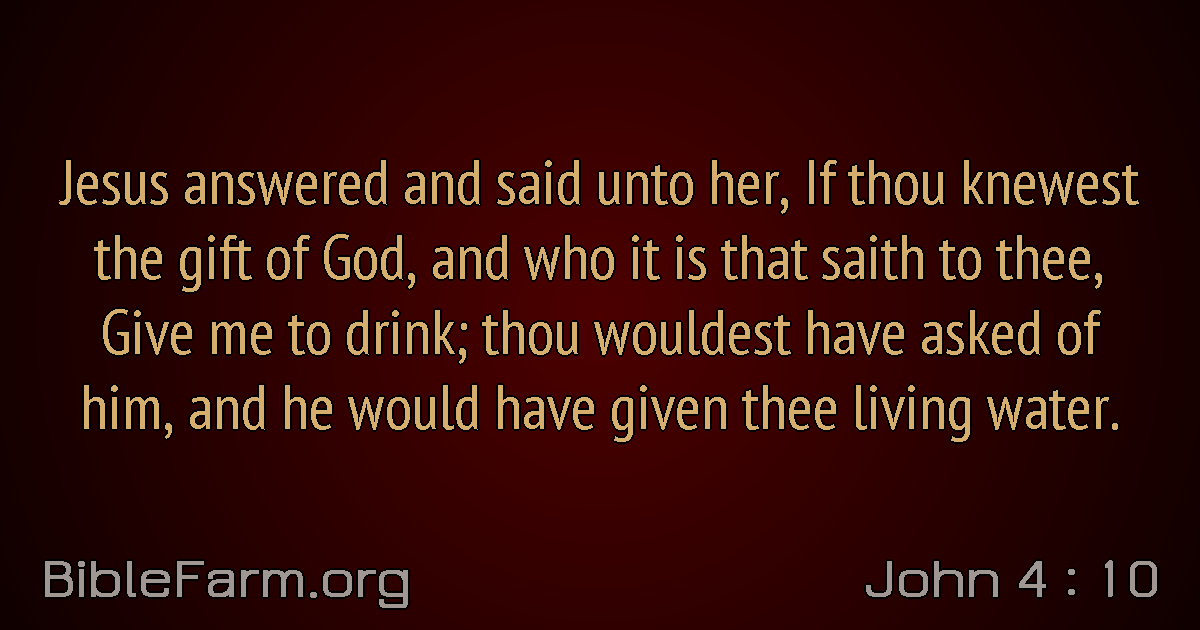 Jesus answered and said unto her, If thou knewest
the gift of God, and who it is that saith to thee,
Give me to drink; thou wouldest have asked of
him, and he would have given thee living water.
BibleFarm.org
John 4 : 10